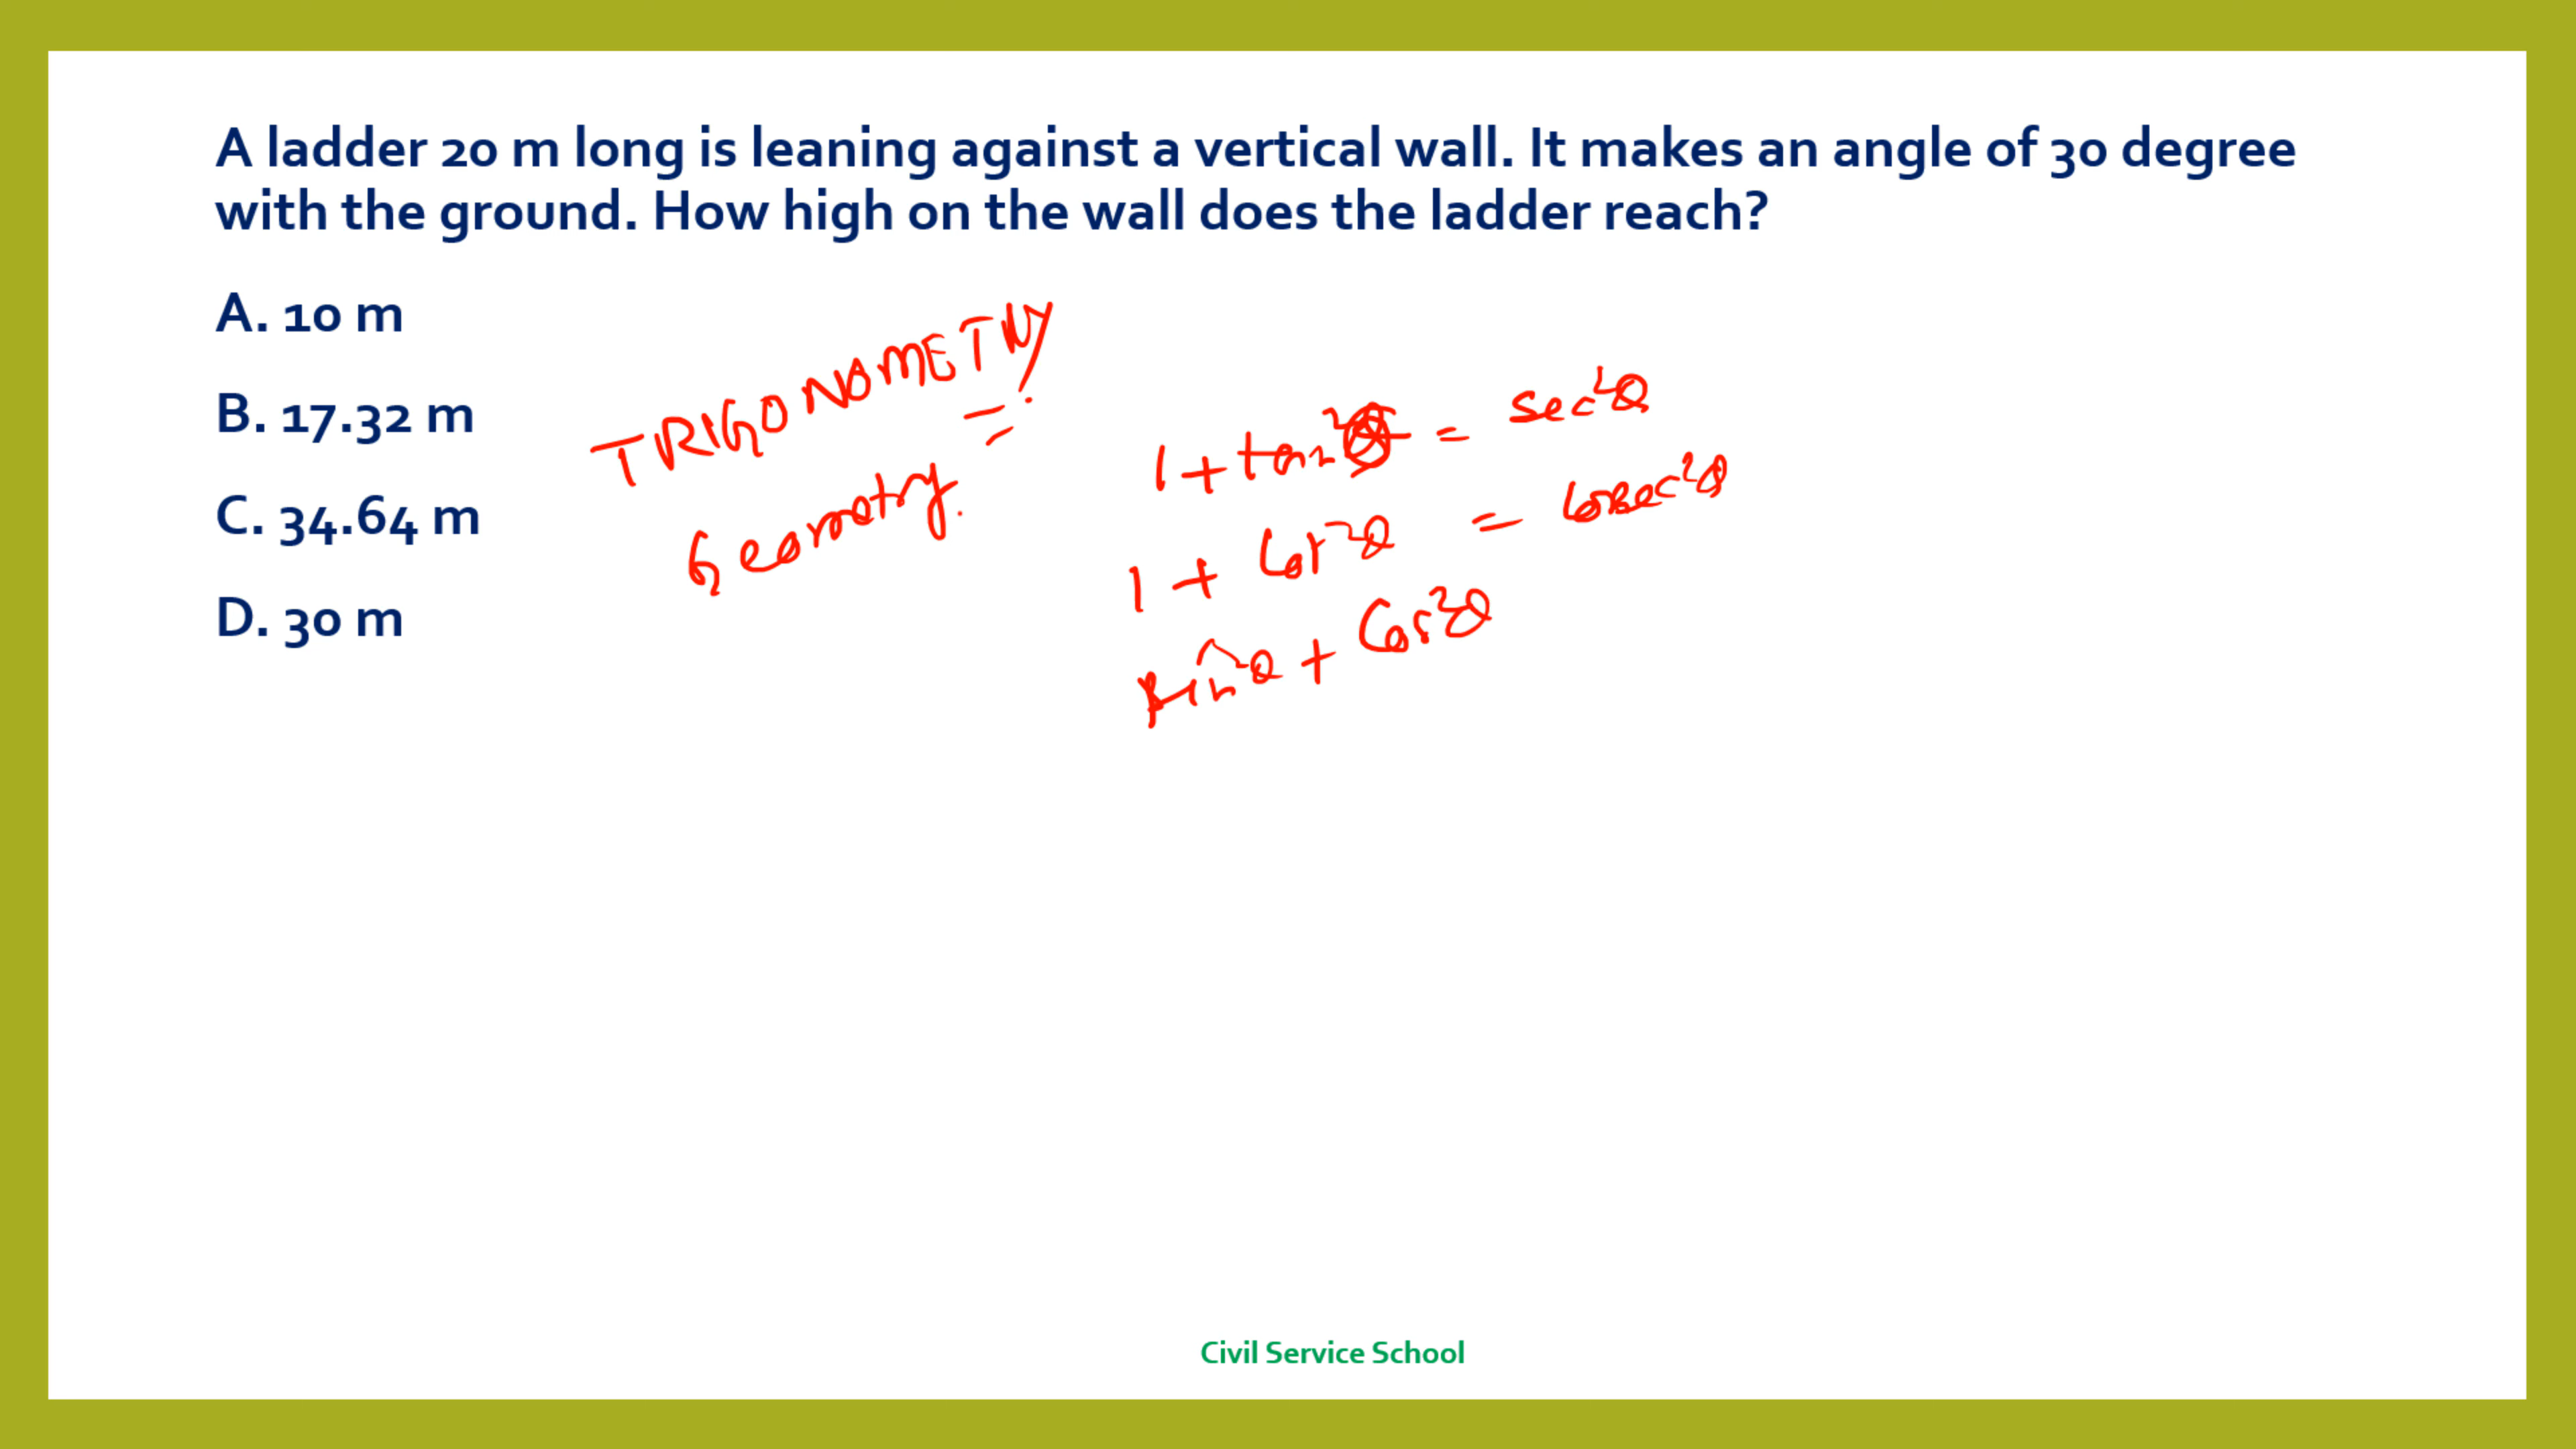 A ladder 20 m long is leaning against a vertical wall. It makes an angle of 30 degree
with the ground. How high on the wall does the ladder reach?
A. 10 m
B. 17.32 m
C. 34.64 m
D. 30 m
TRIGONOMETRY
=
Geometry.
1 + tan²θ = sec²θ
1 + Cot²θ = cosec²θ
sin²θ + Cos²θ
Civil Service School